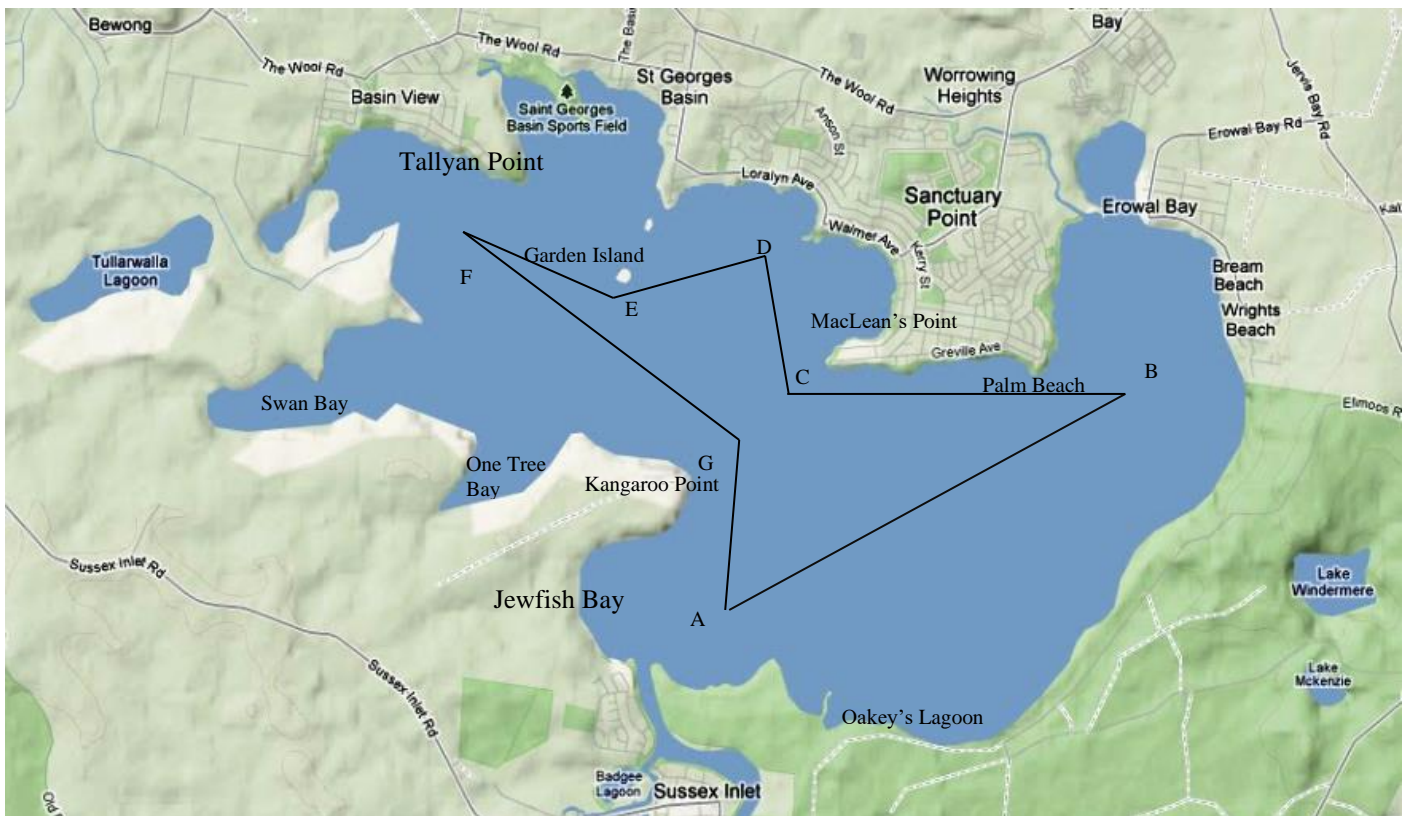 Bewong
Bay
The Wool Rd
The Basi
The Wool Rd
St Georges
Basin
The Wool Rd
Worrowing
Heights
Jervis Bay Rd
Basin View
Saint Georges
Basin Sports Field
Anson St
Erowal Bay Rd
Tallyan Point
Loralyn Ave
Sanctuary
Point
Erowal Bay
Walmer Ave
Kerry St
D
Garden Island
Tullarwalla
Lagoon
F
Bream
Beach
E
MacLean's Point
Wrights
Beach
Greville Ave
C
Palm Beach
B
Swan Bay
One Tree
Bay
G
Kangaroo Point
Sussex Inlet Rd
Jewfish Bay
A
Lake
Windermere
Sussex Inlet Rd
Lake
Mckenzie
Oakey's Lagoon
Badgee
Lagoon
Sussex Inlet
Old